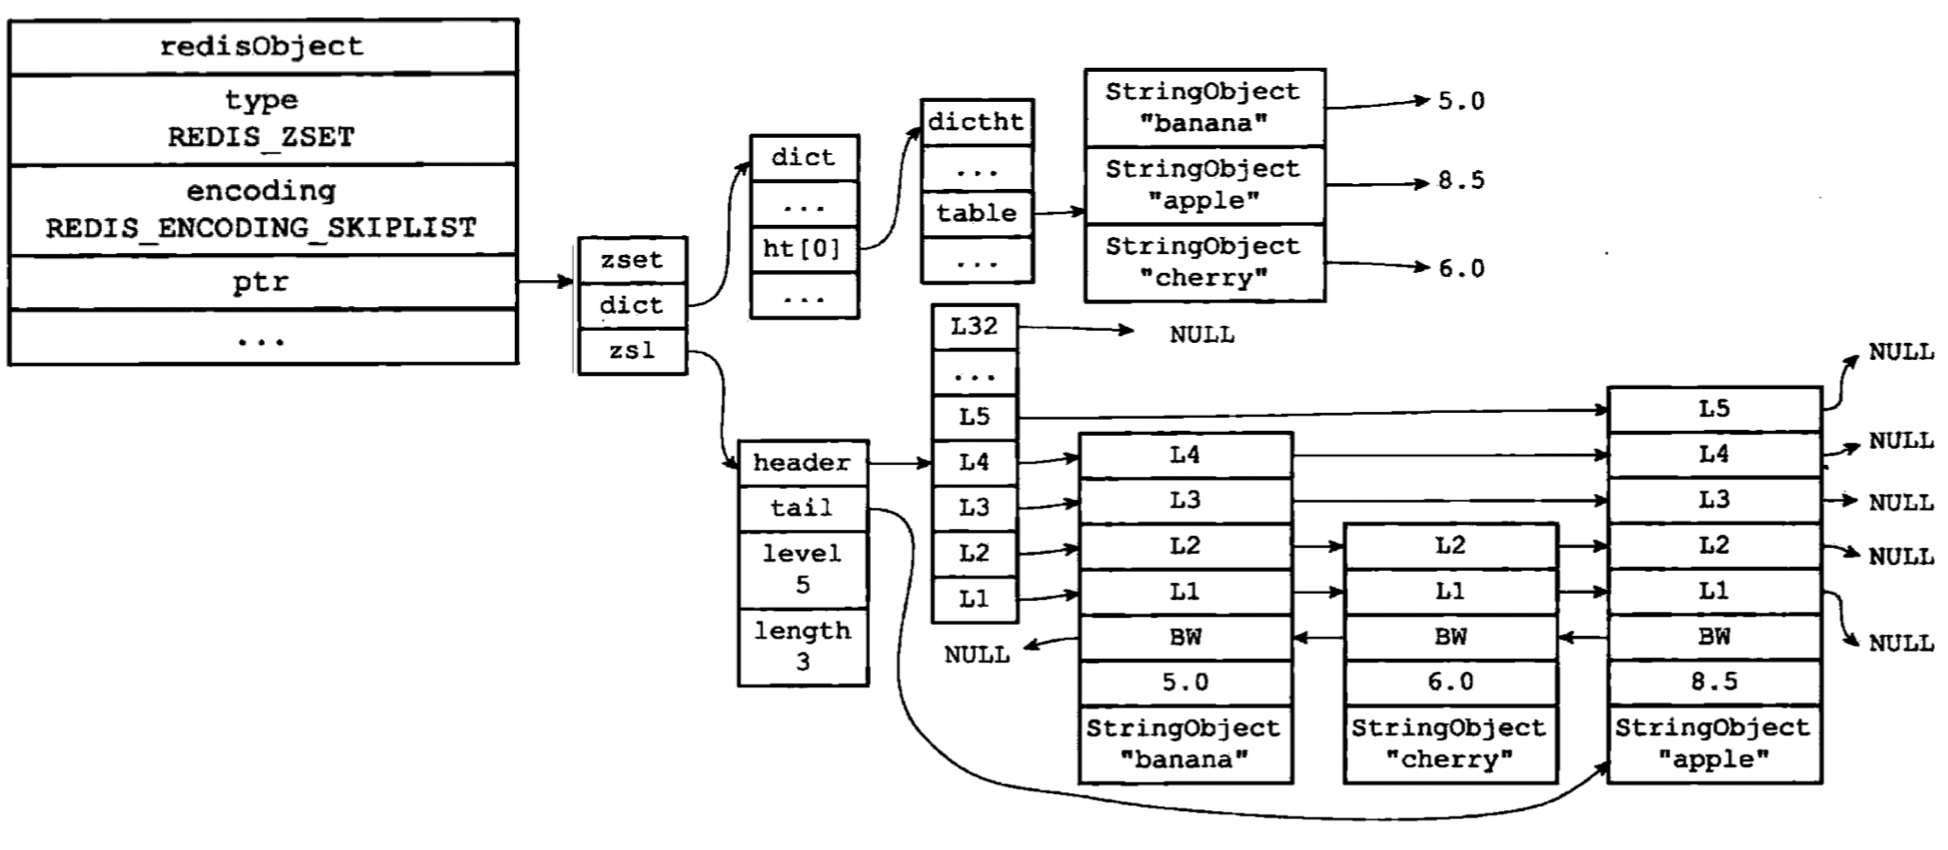 redisObject
type
REDIS_ZSET
encoding
REDIS_ENCODING_SKIPLIST
ptr
...
zset
dict
zsl
dict
...
ht[0]
...
dictht
...
table
...
StringObject
"banana"
5.0
StringObject
"apple"
8.5
StringObject
"cherry"
6.0
header
tail
level
5
length
3
L32
NULL
...
L5
L4
L3
L2
L1
NULL
L4
L3
L2
L1
BW
5.0
StringObject
"banana"
L2
L1
BW
6.0
StringObject
"cherry"
L5
L4
L3
L2
L1
BW
8.5
StringObject
"apple"
NULL
NULL
NULL
NULL
NULL